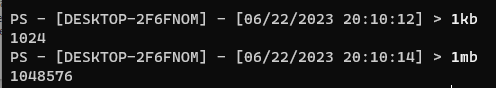 PS - [DESKTOP-2F6FNOM] - [06/22/2023 20:10:12] > 1kb
1024
PS - [DESKTOP-2F6FNOM] - [06/22/2023 20:10:14] > 1mb
1048576